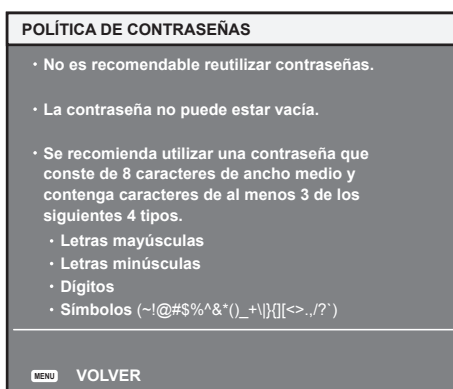 POLÍTICA DE CONTRASEÑAS
• No es recomendable reutilizar contraseñas.
• La contraseña no puede estar vacía.
• Se recomienda utilizar una contraseña que
conste de 8 caracteres de ancho medio y
contenga caracteres de al menos 3 de los
siguientes 4 tipos.
• Letras mayúsculas
• Letras minúsculas
• Dígitos
• Símbolos (~!@#$%^&*()_+\|}{][<>.,/?`)
MENU VOLVER